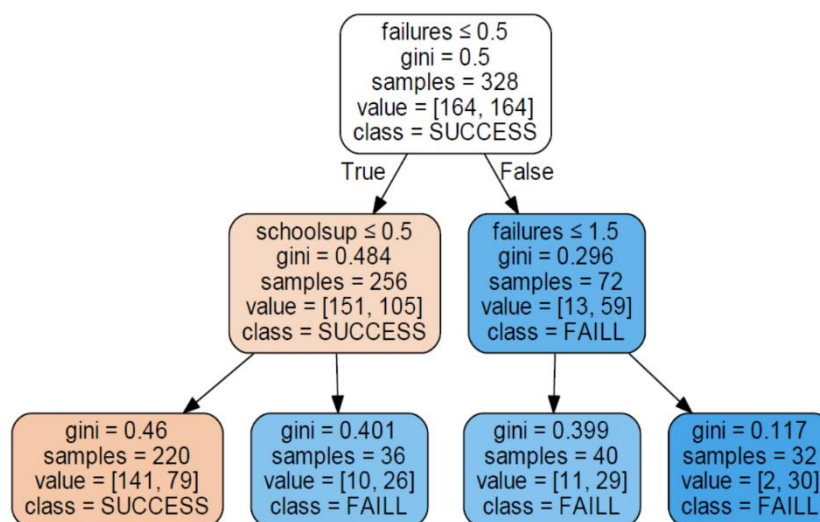 failures ≤ 0.5
gini = 0.5
samples = 328
value = [164, 164]
class = SUCCESS
True
False
schoolsup ≤ 0.5
gini = 0.484
samples = 256
value = [151, 105]
class = SUCCESS
failures ≤ 1.5
gini = 0.296
samples = 72
value = [13, 59]
class = FAILL
gini = 0.46
samples = 220
value = [141, 79]
class = SUCCESS
gini = 0.401
samples = 36
value = [10, 26]
class = FAILL
gini = 0.399
samples = 40
value = [11, 29]
class = FAILL
gini = 0.117
samples = 32
value = [2, 30]
class = FAILL